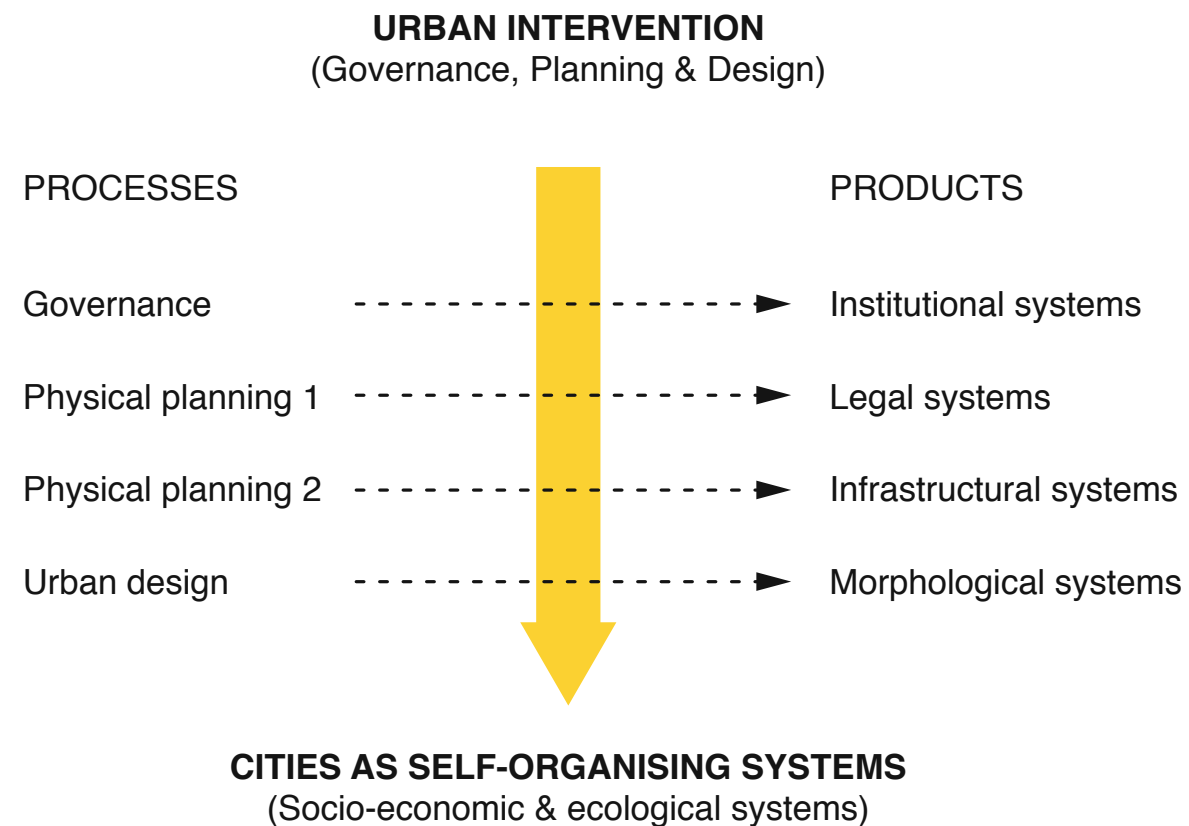 URBAN INTERVENTION
(Governance, Planning & Design)
PROCESSES
PRODUCTS
Governance
Institutional systems
Physical planning 1
Legal systems
Physical planning 2
Infrastructural systems
Urban design
Morphological systems
CITIES AS SELF-ORGANISING SYSTEMS
(Socio-economic & ecological systems)